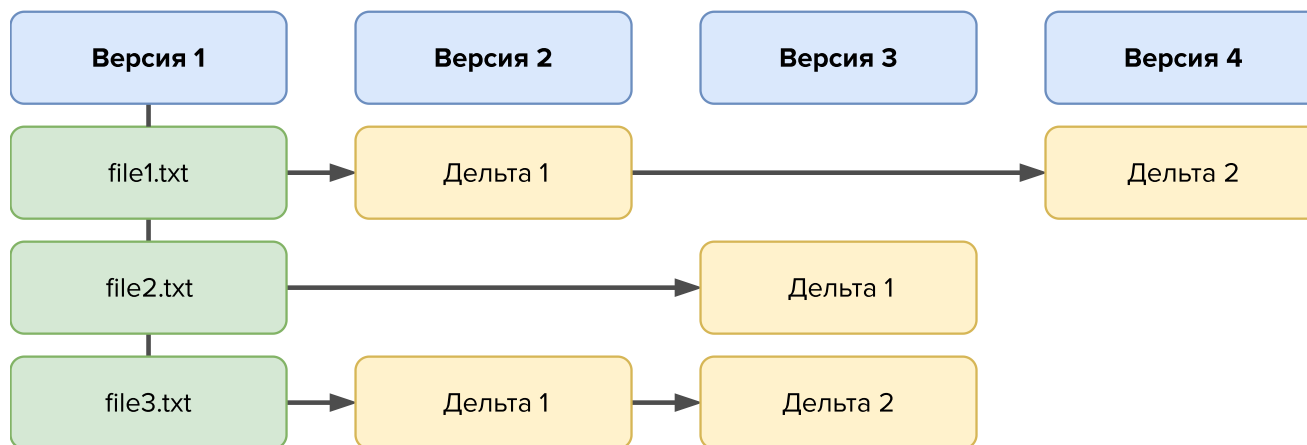 Версия 1
Версия 2
Версия 3
Версия 4
file1.txt
Дельта 1
Дельта 2
file2.txt
Дельта 1
file3.txt
Дельта 1
Дельта 2